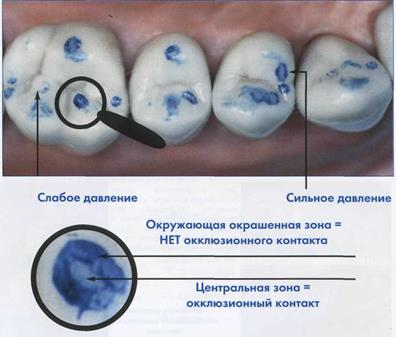 Слабое давление
Сильное давление
Окружающая окрашенная зона =
НЕТ окклюзионного контакта
Центральная зона =
окклюзионный контакт